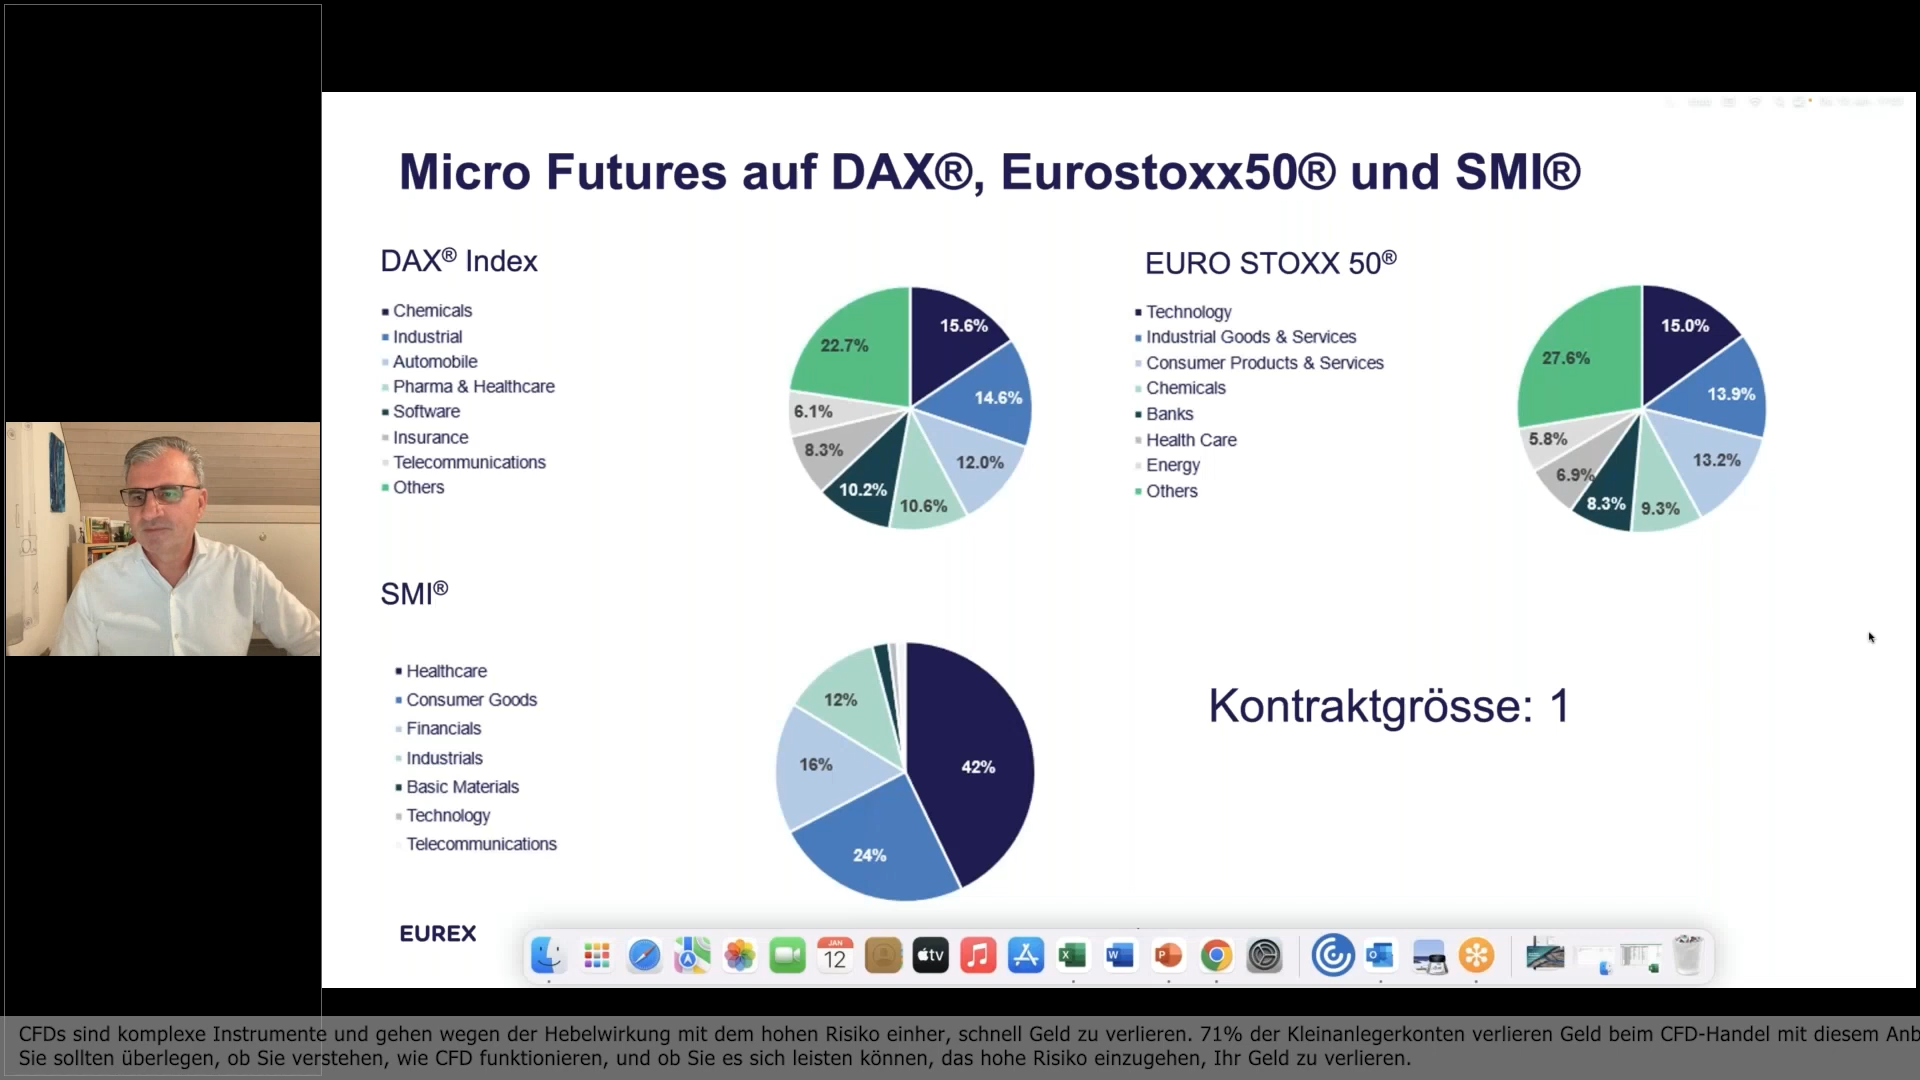 Micro Futures auf DAX®, Eurostoxx50® und SMI®
DAX® Index
Chemicals
Industrial
Automobile
Pharma & Healthcare
Software
Insurance
Telecommunications
Others
15.6%
14.6%
12.0%
10.6%
10.2%
8.3%
6.1%
22.7%
EURO STOXX 50®
Technology
Industrial Goods & Services
Consumer Products & Services
Chemicals
Banks
Health Care
Energy
Others
15.0%
13.9%
13.2%
9.3%
8.3%
6.9%
5.8%
27.6%
SMI®
Healthcare
Consumer Goods
Financials
Industrials
Basic Materials
Technology
Telecommunications
42%
24%
16%
12%
Kontraktgrösse: 1
EUREX
JAN
12
tv
CFDs sind komplexe Instrumente und gehen wegen der Hebelwirkung mit dem hohen Risiko einher, schnell Geld zu verlieren. 71% der Kleinanlegerkonten verlieren Geld beim CFD-Handel mit diesem Anb
Sie sollten überlegen, ob Sie verstehen, wie CFD funktionieren, und ob Sie es sich leisten können, das hohe Risiko einzugehen, Ihr Geld zu verlieren.